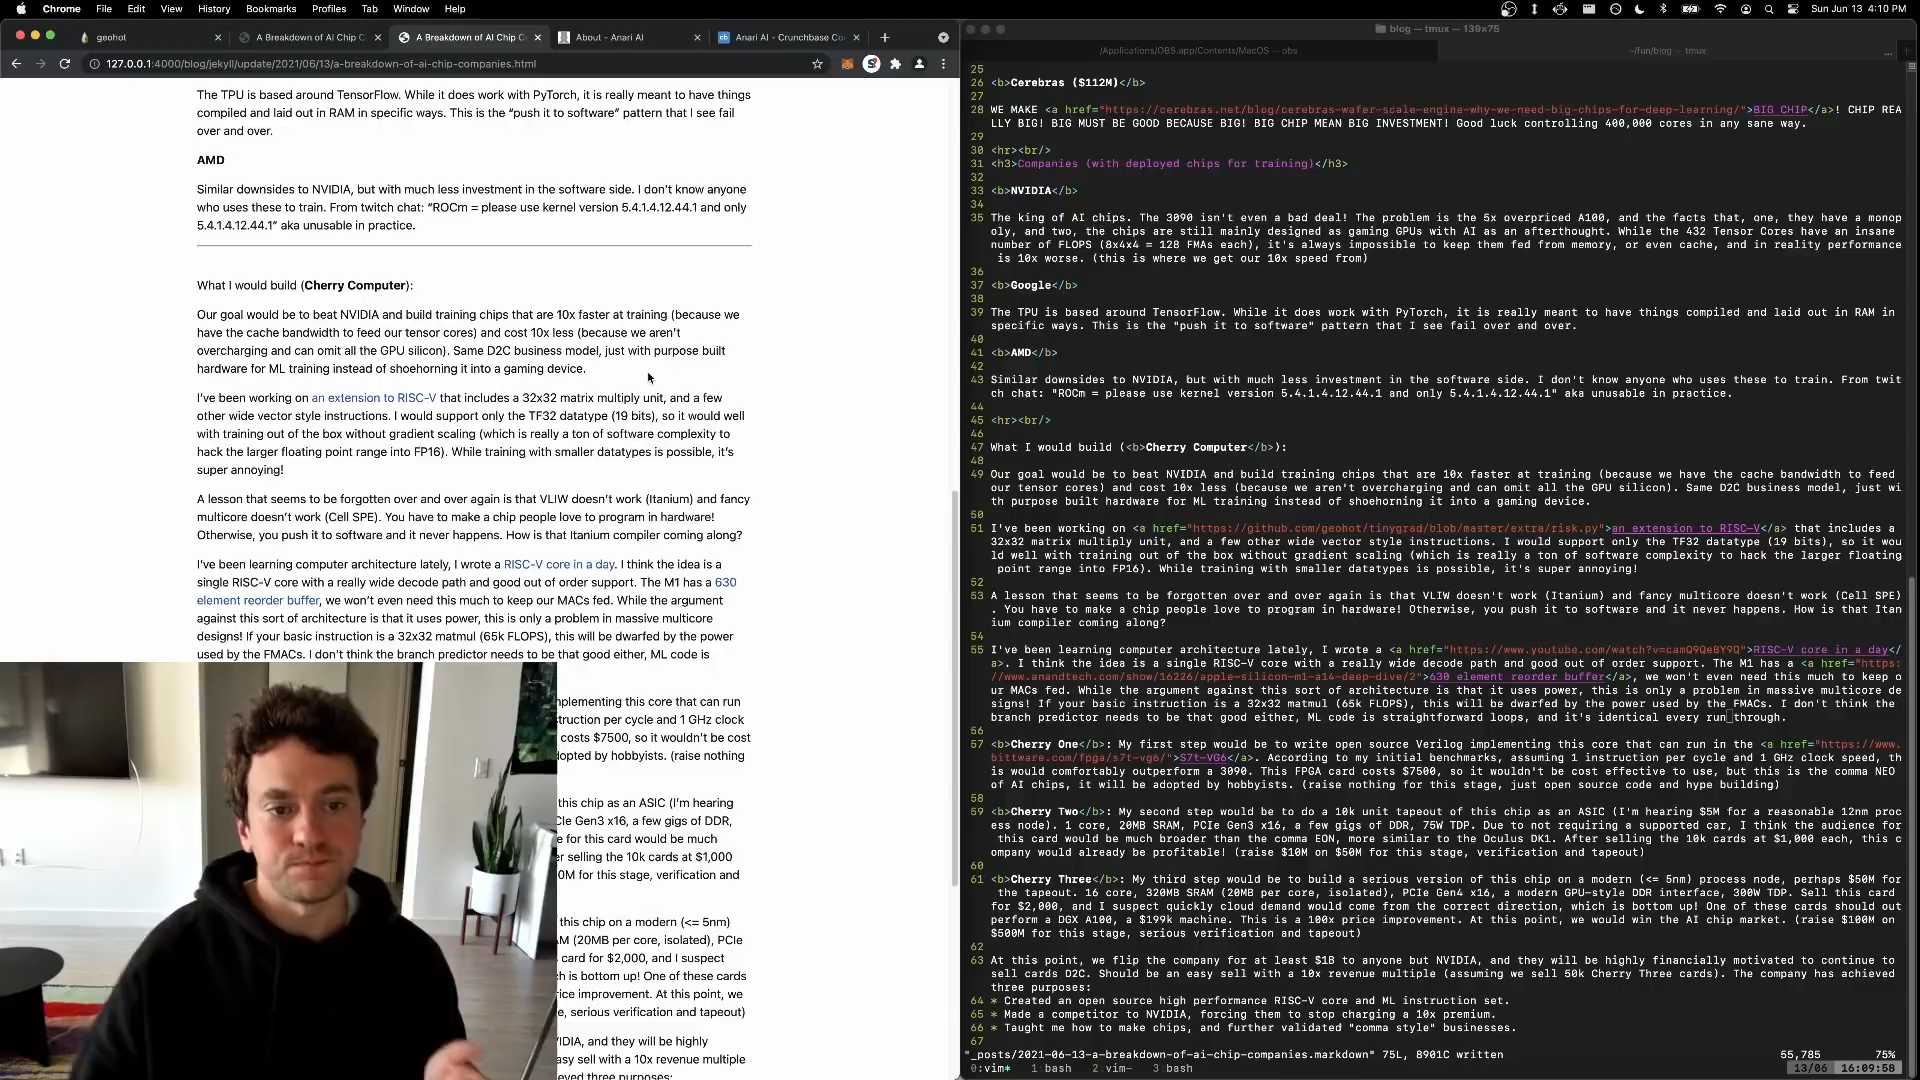 Chrome File Edit View History Bookmarks Profiles Tab Window Help
Sun Jun 13 4:10 PM
geohot
A Breakdown of AI Chip C
A Breakdown of AI Chip C
About - Anari AI
Anari AI - Crunchbase Co
127.0.0.1:4000/blog/jekyll/update/2021/06/13/a-breakdown-of-ai-chip-companies.html
The TPU is based around TensorFlow. While it does work with PyTorch, it is really meant to have things
compiled and laid out in RAM in specific ways. This is the “push it to software” pattern that I see fail
over and over.
AMD
Similar downsides to NVIDIA, but with much less investment in the software side. I don’t know anyone
who uses these to train. From twitch chat: “ROCm = please use kernel version 5.4.1.4.12.44.1 and only
5.4.1.4.12.44.1” aka unusable in practice.
What I would build (Cherry Computer):
Our goal would be to beat NVIDIA and build training chips that are 10x faster at training (because we
have the cache bandwidth to feed our tensor cores) and cost 10x less (because we aren’t
overcharging and can omit all the GPU silicon). Same D2C business model, just with purpose built
hardware for ML training instead of shoehorning it into a gaming device.
I’ve been working on an extension to RISC-V that includes a 32x32 matrix multiply unit, and a few
other wide vector style instructions. I would support only the TF32 datatype (19 bits), so it would well
with training out of the box without gradient scaling (which is really a ton of software complexity to
hack the larger floating point range into FP16). While training with smaller datatypes is possible, it’s
super annoying!
A lesson that seems to be forgotten over and over again is that VLIW doesn’t work (Itanium) and fancy
multicore doesn’t work (Cell SPE). You have to make a chip people love to program in hardware!
Otherwise, you push it to software and it never happens. How is that Itanium compiler coming along?
I’ve been learning computer architecture lately, I wrote a RISC-V core in a day. I think the idea is a
single RISC-V core with a really wide decode path and good out of order support. The M1 has a 630
element reorder buffer, we won’t even need this much to keep our MACs fed. While the argument
against this sort of architecture is that it uses power, this is only a problem in massive multicore
designs! If your basic instruction is a 32x32 matmul (65k FLOPS), this will be dwarfed by the power
used by the FMACs. I don’t think the branch predictor needs to be that good either, ML code is
nplementing this core that can run
truction per cycle and 1 GHz clock
costs $7500, so it wouldn’t be cost
dopted by hobbyists. (raise nothing
this chip as an ASIC (I’m hearing
CIe Gen3 x16, a few gigs of DDR,
e for this card would be much
er selling the 10k cards at $1,000
0M for this stage, verification and
this chip on a modern (<= 5nm)
AM (20MB per core, isolated), PCIe
card for $2,000, and I suspect
ch is bottom up! One of these cards
rice improvement. At this point, we
, serious verification and tapeout)
VIDIA, and they will be highly
asy sell with a 10x revenue multiple
eved three purposes:
blog — tmux — 139×75
/Applications/OBS.app/Contents/MacOS — obs
~/fun/blog — tmux
25
26 <b>Cerebras ($112M)</b>
27
28 WE MAKE <a href="https://cerebras.net/blog/cerebras-wafer-scale-engine-why-we-need-big-chips-for-deep-learning/">BIG CHIP</a>! CHIP REA
LLY BIG! BIG MUST BE GOOD BECAUSE BIG! BIG CHIP MEAN BIG INVESTMENT! Good luck controlling 400,000 cores in any sane way.
29
30 <hr><br/>
31 <h3>Companies (with deployed chips for training)</h3>
32
33 <b>NVIDIA</b>
34
35 The king of AI chips. The 3090 isn't even a bad deal! The problem is the 5x overpriced A100, and the facts that, one, they have a monop
oly, and two, the chips are still mainly designed as gaming GPUs with AI as an afterthought. While the 432 Tensor Cores have an insane
number of FLOPS (8x4x4 = 128 FMAs each), it's always impossible to keep them fed from memory, or even cache, and in reality performance
is 10x worse. (this is where we get our 10x speed from)
36
37 <b>Google</b>
38
39 The TPU is based around TensorFlow. While it does work with PyTorch, it is really meant to have things compiled and laid out in RAM in
specific ways. This is the "push it to software" pattern that I see fail over and over.
40
41 <b>AMD</b>
42
43 Similar downsides to NVIDIA, but with much less investment in the software side. I don't know anyone who uses these to train. From twit
ch chat: "ROCm = please use kernel version 5.4.1.4.12.44.1 and only 5.4.1.4.12.44.1" aka unusable in practice.
44
45 <hr><br/>
46
47 What I would build (<b>Cherry Computer</b>):
48
49 Our goal would be to beat NVIDIA and build training chips that are 10x faster at training (because we have the cache bandwidth to feed
our tensor cores) and cost 10x less (because we aren't overcharging and can omit all the GPU silicon). Same D2C business model, just wi
th purpose built hardware for ML training instead of shoehorning it into a gaming device.
50
51 I've been working on <a href="https://github.com/geohot/tinygrad/blob/master/extra/risk.py">an extension to RISC-V</a> that includes a
32x32 matrix multiply unit, and a few other wide vector style instructions. I would support only the TF32 datatype (19 bits), so it wou
ld well with training out of the box without gradient scaling (which is really a ton of software complexity to hack the larger floating
point range into FP16). While training with smaller datatypes is possible, it's super annoying!
52
53 A lesson that seems to be forgotten over and over again is that VLIW doesn't work (Itanium) and fancy multicore doesn't work (Cell SPE)
. You have to make a chip people love to program in hardware! Otherwise, you push it to software and it never happens. How is that Itan
ium compiler coming along?
54
55 I've been learning computer architecture lately, I wrote a <a href="https://www.youtube.com/watch?v=camQ9Qe8Y9Q">RISC-V core in a day</
a>. I think the idea is a single RISC-V core with a really wide decode path and good out of order support. The M1 has a <a href="https:
//www.anandtech.com/show/16226/apple-silicon-m1-a14-deep-dive/2">630 element reorder buffer</a>, we won't even need this much to keep o
ur MACs fed. While the argument against this sort of architecture is that it uses power, this is only a problem in massive multicore de
signs! If your basic instruction is a 32x32 matmul (65k FLOPS), this will be dwarfed by the power used by the FMACs. I don't think the
branch predictor needs to be that good either, ML code is straightforward loops, and it's identical every run through.
56
57 <b>Cherry One</b>: My first step would be to write open source Verilog implementing this core that can run in the <a href="https://www.
bittware.com/fpga/s7t-vg6/">S7t-VG6</a>. According to my initial benchmarks, assuming 1 instruction per cycle and 1 GHz clock speed, th
is would comfortably outperform a 3090. This FPGA card costs $7500, so it wouldn't be cost effective to use, but this is the comma NEO
of AI chips, it will be adopted by hobbyists. (raise nothing for this stage, just open source code and hype building)
58
59 <b>Cherry Two</b>: My second step would be to do a 10k unit tapeout of this chip as an ASIC (I'm hearing $5M for a reasonable 12nm proc
ess node). 1 core, 20MB SRAM, PCIe Gen3 x16, a few gigs of DDR, 75W TDP. Due to not requiring a supported car, I think the audience for
this card would be much broader than the comma EON, more similar to the Oculus DK1. After selling the 10k cards at $1,000 each, this c
ompany would already be profitable! (raise $10M on $50M for this stage, verification and tapeout)
60
61 <b>Cherry Three</b>: My third step would be to build a serious version of this chip on a modern (<= 5nm) process node, perhaps $50M for
the tapeout. 16 core, 320MB SRAM (20MB per core, isolated), PCIe Gen4 x16, a modern GPU-style DDR interface, 300W TDP. Sell this card
for $2,000, and I suspect quickly cloud demand would come from the correct direction, which is bottom up! One of these cards should out
perform a DGX A100, a $199k machine. This is a 100x price improvement. At this point, we would win the AI chip market. (raise $100M on
$500M for this stage, serious verification and tapeout)
62
63 At this point, we flip the company for at least $1B to anyone but NVIDIA, and they will be highly financially motivated to continue to
sell cards D2C. Should be an easy sell with a 10x revenue multiple (assuming we sell 50k Cherry Three cards). The company has achieved
three purposes:
64 * Created an open source high performance RISC-V core and ML instruction set.
65 * Made a competitor to NVIDIA, forcing them to stop charging a 10x premium.
66 * Taught me how to make chips, and further validated "comma style" businesses.
67
"_posts/2021-06-13-a-breakdown-of-ai-chip-companies.markdown" 75L, 8901C written 55,785 75%
0:vim* 1:bash 2:vim- 3:bash 13/06 16:09:58